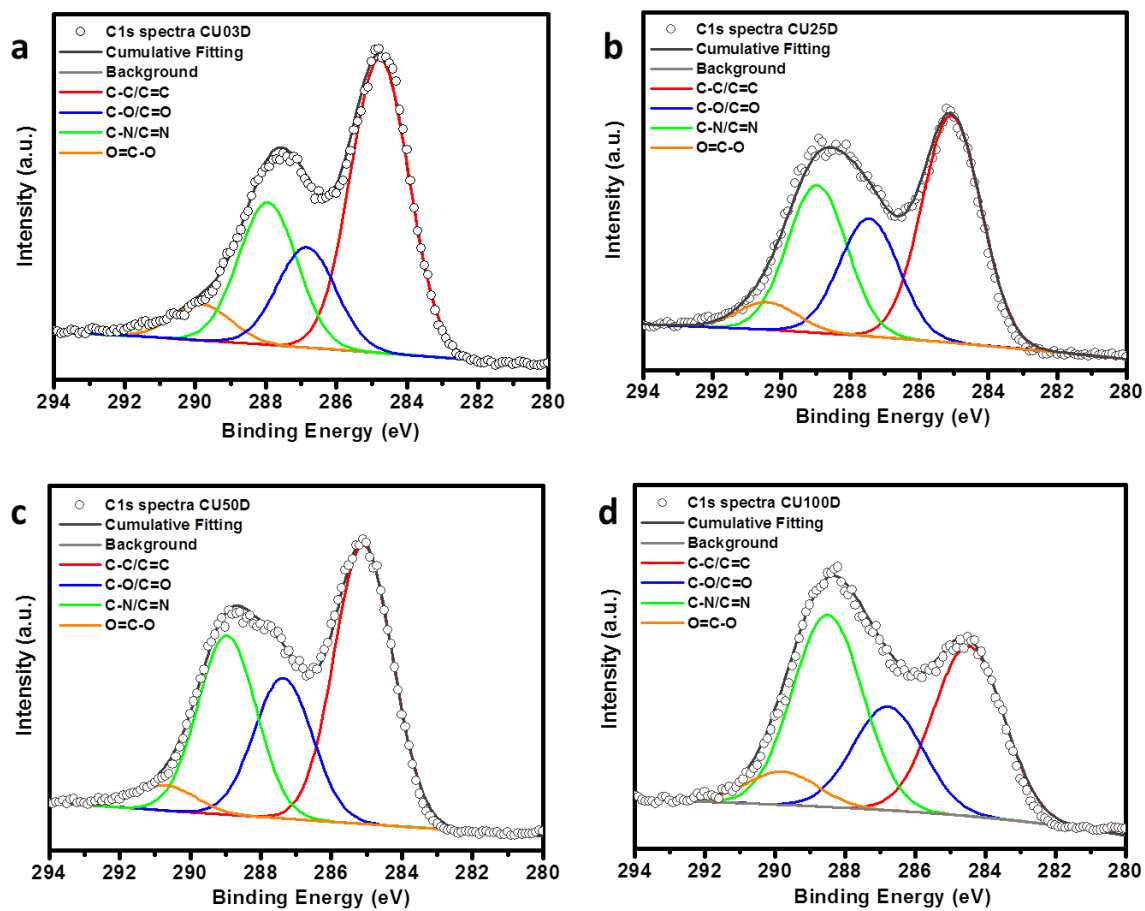 a
C1s spectra CU03D
Cumulative Fitting
Background
C-C/C=C
C-O/C=O
C-N/C=N
O=C-O
Intensity (a.u.)
294 292 290 288 286 284 282 280
Binding Energy (eV)
b
C1s spectra CU25D
Cumulative Fitting
Background
C-C/C=C
C-O/C=O
C-N/C=N
O=C-O
Intensity (a.u.)
294 292 290 288 286 284 282 280
Binding Energy (eV)
c
C1s spectra CU50D
Cumulative Fitting
Background
C-C/C=C
C-O/C=O
C-N/C=N
O=C-O
Intensity (a.u.)
294 292 290 288 286 284 282 280
Binding Energy (eV)
d
C1s spectra CU100D
Cumulative Fitting
Background
C-C/C=C
C-O/C=O
C-N/C=N
O=C-O
Intensity (a.u.)
294 292 290 288 286 284 282 280
Binding Energy (eV)